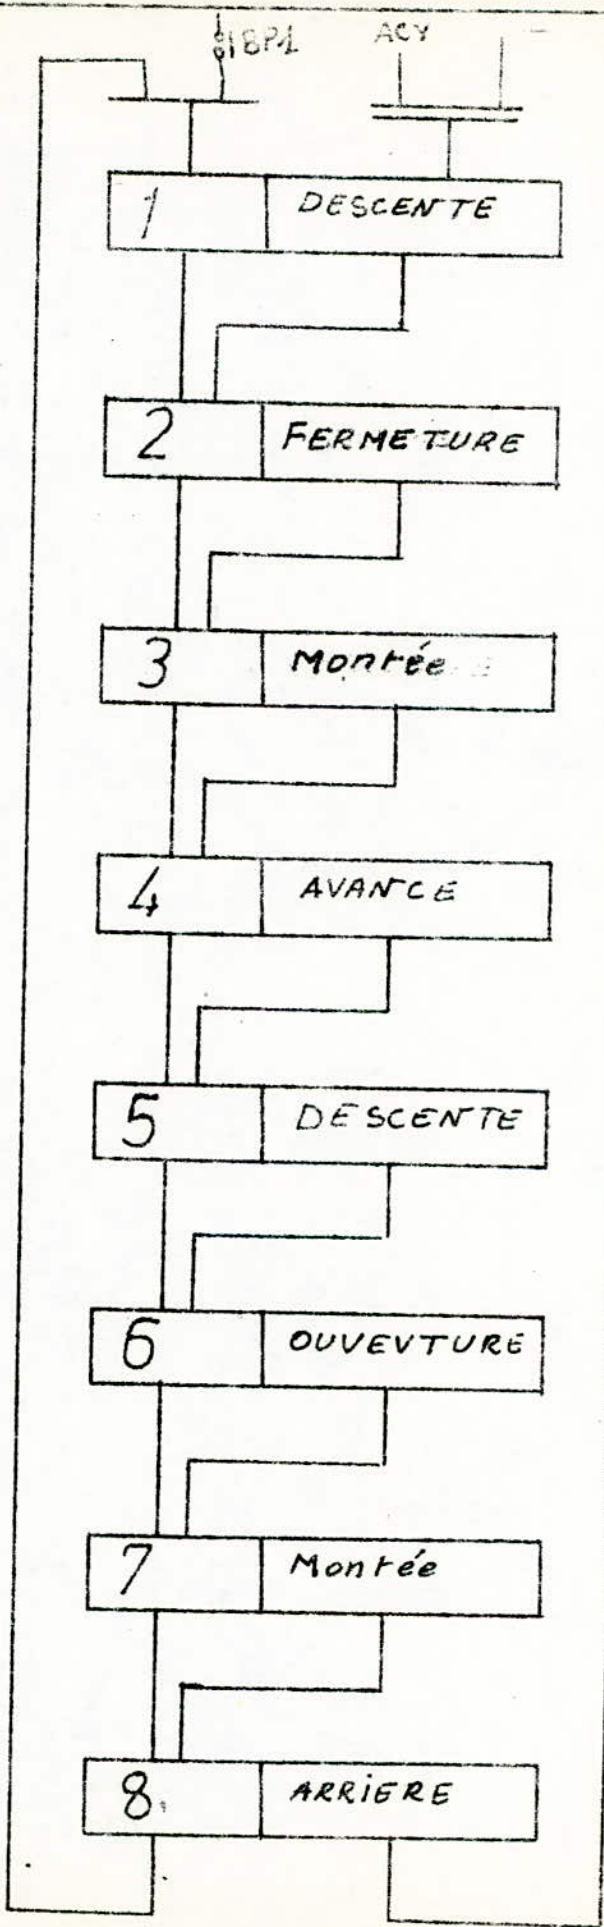 ACY
1 DESCENTE
2 FERMETURE
3 Montée
4 AVANCE
5 DESCENTE
6 OUVEVTURE
7 Montée
8 ARRIERE